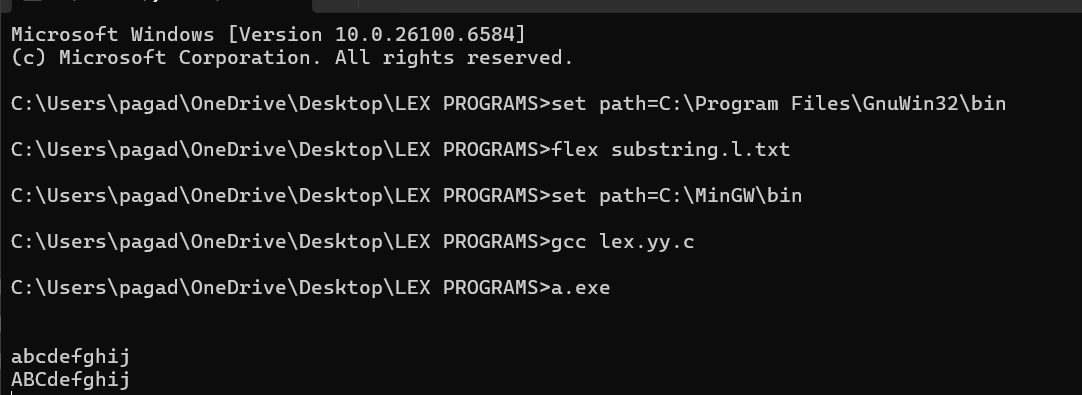 Microsoft Windows [Version 10.0.26100.6584]
(c) Microsoft Corporation. All rights reserved.
C:\Users\pagad\OneDrive\Desktop\LEX PROGRAMS>set path=C:\Program Files\GnuWin32\bin
C:\Users\pagad\OneDrive\Desktop\LEX PROGRAMS>flex substring.l.txt
C:\Users\pagad\OneDrive\Desktop\LEX PROGRAMS>set path=C:\MinGW\bin
C:\Users\pagad\OneDrive\Desktop\LEX PROGRAMS>gcc lex.yy.c
C:\Users\pagad\OneDrive\Desktop\LEX PROGRAMS>a.exe
abcdefghij
ABCdefghij